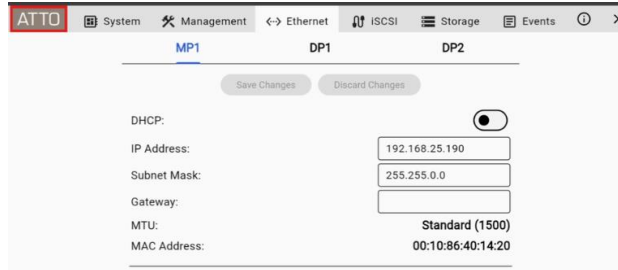 ATTO System Management Ethernet iSCSI Storage Events
MP1 DP1 DP2
Save Changes Discard Changes
DHCP:
IP Address: 192.168.25.190
Subnet Mask: 255.255.0.0
Gateway:
MTU: Standard (1500)
MAC Address: 00:10:86:40:14:20